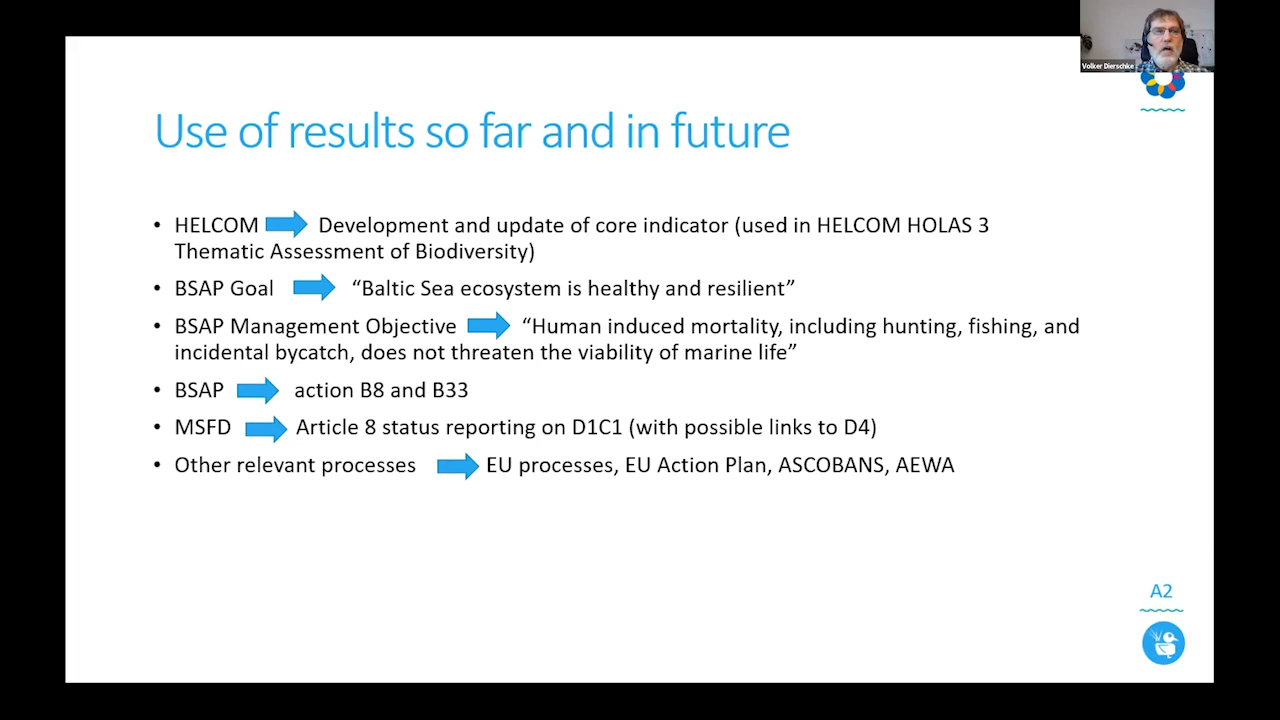 Volker Dierschke
Use of results so far and in future
• HELCOM Development and update of core indicator (used in HELCOM HOLAS 3
Thematic Assessment of Biodiversity)
• BSAP Goal “Baltic Sea ecosystem is healthy and resilient”
• BSAP Management Objective “Human induced mortality, including hunting, fishing, and
incidental bycatch, does not threaten the viability of marine life”
• BSAP action B8 and B33
• MSFD Article 8 status reporting on D1C1 (with possible links to D4)
• Other relevant processes EU processes, EU Action Plan, ASCOBANS, AEWA
A2